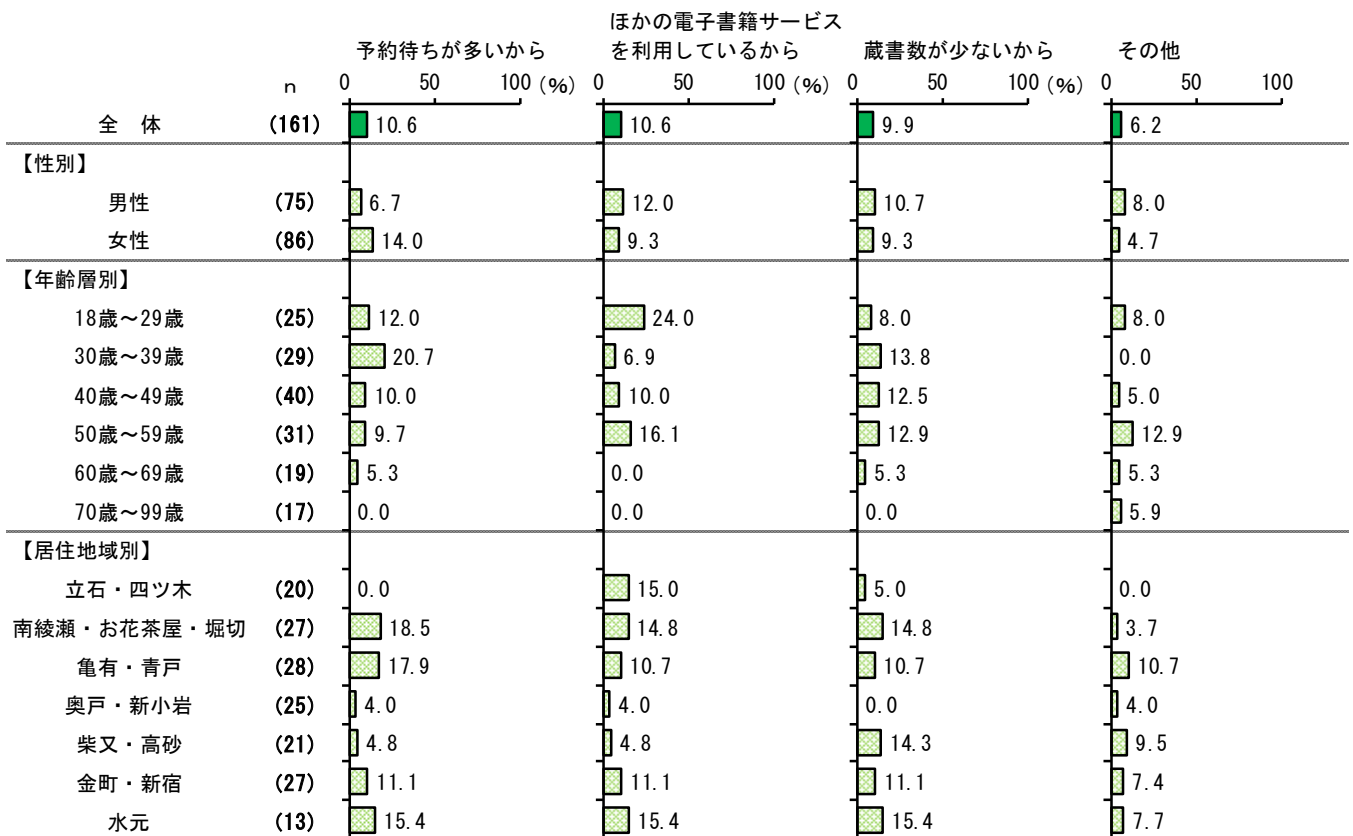 ほかの電子書籍サービス
予約待ちが多いから を利用しているから 蔵書数が少ないから その他
n 0 50 100 (%) 0 50 100 (%) 0 50 100 (%) 0 50 100
全 体 (161) 10.6 10.6 9.9 6.2
【性別】
男性 (75) 6.7 12.0 10.7 8.0
女性 (86) 14.0 9.3 9.3 4.7
【年齢層別】
18歳～29歳 (25) 12.0 24.0 8.0 8.0
30歳～39歳 (29) 20.7 6.9 13.8 0.0
40歳～49歳 (40) 10.0 10.0 12.5 5.0
50歳～59歳 (31) 9.7 16.1 12.9 12.9
60歳～69歳 (19) 5.3 0.0 5.3 5.3
70歳～99歳 (17) 0.0 0.0 0.0 5.9
【居住地域別】
立石・四ツ木 (20) 0.0 15.0 5.0 0.0
南綾瀬・お花茶屋・堀切 (27) 18.5 14.8 14.8 3.7
亀有・青戸 (28) 17.9 10.7 10.7 10.7
奥戸・新小岩 (25) 4.0 4.0 0.0 4.0
柴又・高砂 (21) 4.8 4.8 14.3 9.5
金町・新宿 (27) 11.1 11.1 11.1 7.4
水元 (13) 15.4 15.4 15.4 7.7